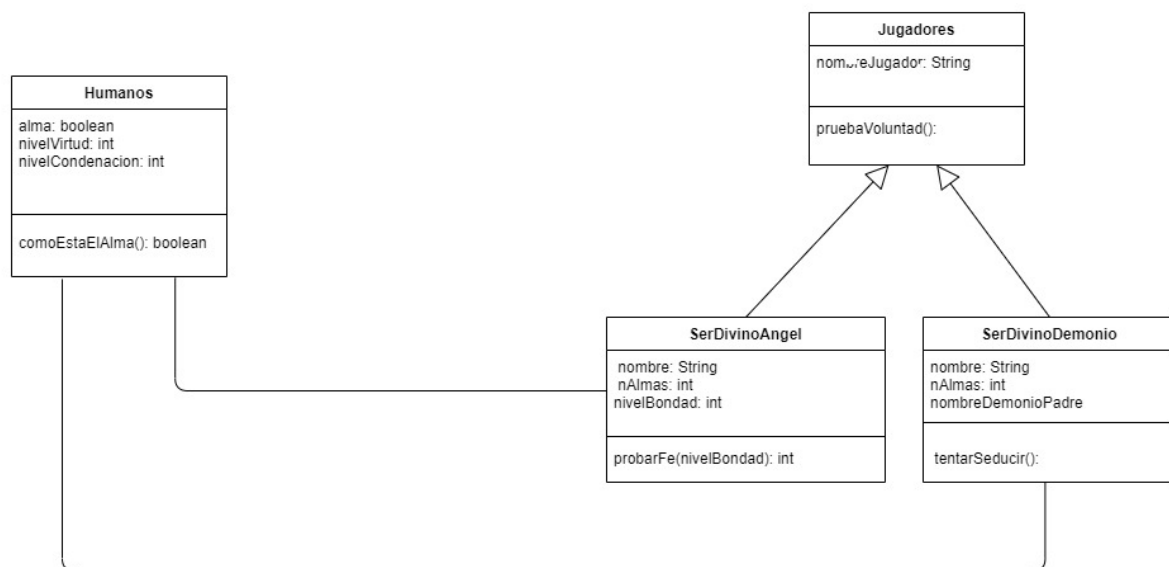 Jugadores
nombreJugador: String
pruebaVoluntad():
Humanos
alma: boolean
nivelVirtud: int
nivelCondenacion: int
comoEstaElAlma(): boolean
SerDivinoAngel
nombre: String
nAlmas: int
nivelBondad: int
probarFe(nivelBondad): int
SerDivinoDemonio
nombre: String
nAlmas: int
nombreDemonioPadre
tentarSeducir():